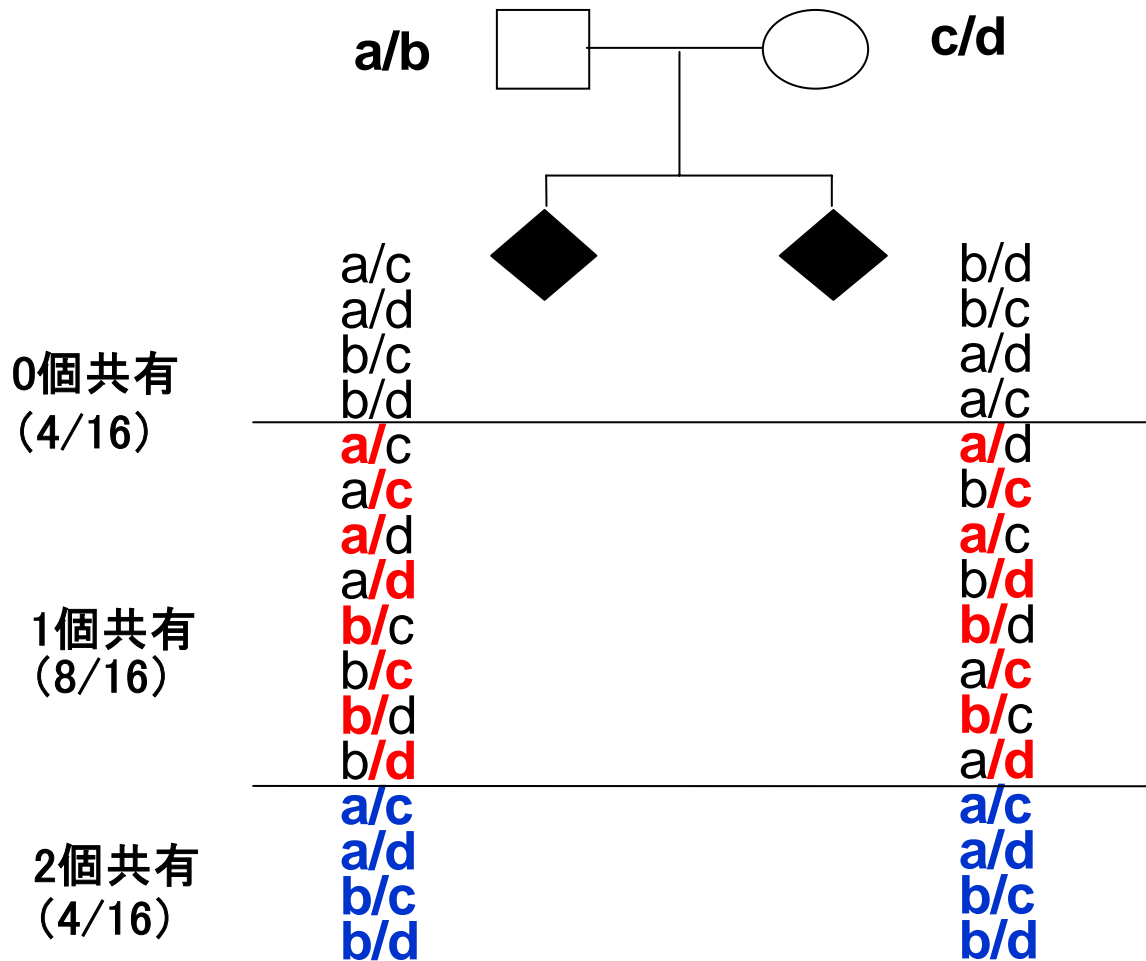 a/b c/d
a/c b/d
a/d b/c
b/c a/d
0個共有
b/d a/c
(4/16)
a/c a/d
a/c b/c
a/d a/c
a/d b/d
1個共有
b/c b/d
(8/16)
b/c a/c
b/d b/c
b/d a/d
a/c a/c
2個共有
a/d a/d
b/c b/c
(4/16)
b/d b/d